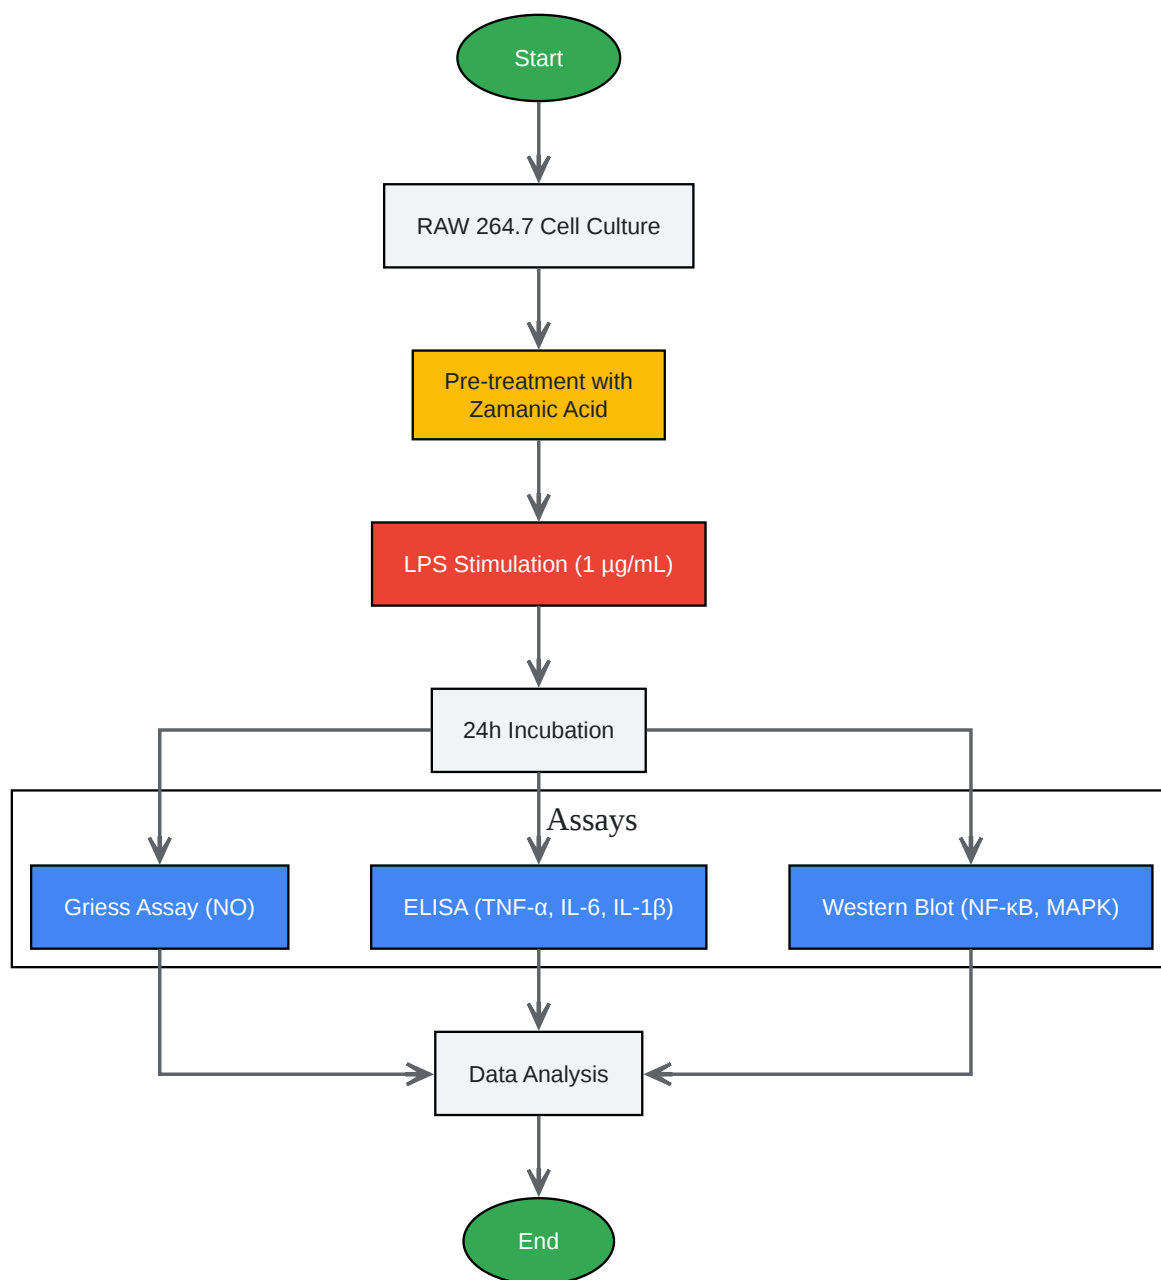 Start
RAW 264.7 Cell Culture
Pre-treatment with
Zamanic Acid
LPS Stimulation (1 µg/mL)
24h Incubation
Assays
Griess Assay (NO)
ELISA (TNF-α, IL-6, IL-1β)
Western Blot (NF-κB, MAPK)
Data Analysis
End